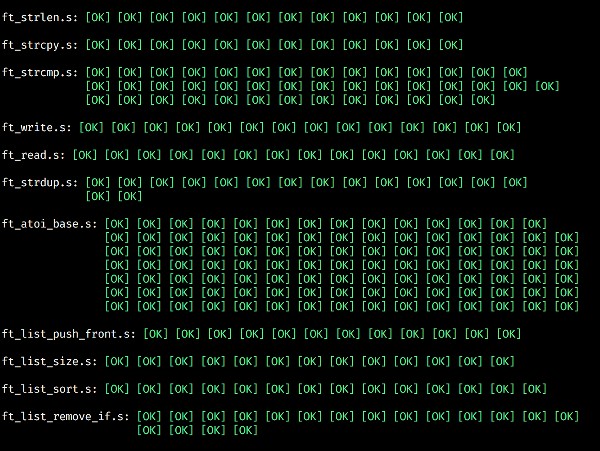 ft_strlen.s: [OK] [OK] [OK] [OK] [OK] [OK] [OK] [OK] [OK] [OK] [OK] [OK]
ft_strcpy.s: [OK] [OK] [OK] [OK] [OK] [OK] [OK] [OK] [OK] [OK] [OK] [OK]
ft_strcmp.s: [OK] [OK] [OK] [OK] [OK] [OK] [OK] [OK] [OK] [OK] [OK] [OK] [OK] [OK]
[OK] [OK] [OK] [OK] [OK] [OK] [OK] [OK] [OK] [OK] [OK] [OK] [OK] [OK] [OK]
[OK] [OK] [OK] [OK] [OK] [OK] [OK] [OK] [OK] [OK] [OK] [OK] [OK]
ft_write.s: [OK] [OK] [OK] [OK] [OK] [OK] [OK] [OK] [OK] [OK] [OK] [OK] [OK] [OK]
ft_read.s: [OK] [OK] [OK] [OK] [OK] [OK] [OK] [OK] [OK] [OK] [OK] [OK] [OK] [OK]
ft_strdup.s: [OK] [OK] [OK] [OK] [OK] [OK] [OK] [OK] [OK] [OK] [OK] [OK] [OK] [OK]
[OK] [OK]
ft_atoi_base.s: [OK] [OK] [OK] [OK] [OK] [OK] [OK] [OK] [OK] [OK] [OK] [OK] [OK] [OK]
[OK] [OK] [OK] [OK] [OK] [OK] [OK] [OK] [OK] [OK] [OK] [OK] [OK] [OK] [OK]
[OK] [OK] [OK] [OK] [OK] [OK] [OK] [OK] [OK] [OK] [OK] [OK] [OK] [OK] [OK]
[OK] [OK] [OK] [OK] [OK] [OK] [OK] [OK] [OK] [OK] [OK] [OK] [OK] [OK] [OK]
[OK] [OK] [OK] [OK] [OK] [OK] [OK] [OK] [OK] [OK] [OK] [OK] [OK] [OK] [OK]
[OK] [OK] [OK] [OK] [OK] [OK] [OK] [OK] [OK] [OK] [OK] [OK] [OK] [OK] [OK]
[OK] [OK] [OK] [OK] [OK] [OK] [OK] [OK] [OK] [OK] [OK] [OK] [OK] [OK] [OK]
ft_list_push_front.s: [OK] [OK] [OK] [OK] [OK] [OK] [OK] [OK] [OK] [OK] [OK] [OK]
ft_list_size.s: [OK] [OK] [OK] [OK] [OK] [OK] [OK] [OK] [OK] [OK] [OK] [OK] [OK]
ft_list_sort.s: [OK] [OK] [OK] [OK] [OK] [OK] [OK] [OK] [OK] [OK] [OK] [OK] [OK] [OK]
ft_list_remove_if.s: [OK] [OK] [OK] [OK] [OK] [OK] [OK] [OK] [OK] [OK] [OK] [OK] [OK] [OK]
[OK] [OK] [OK] [OK]